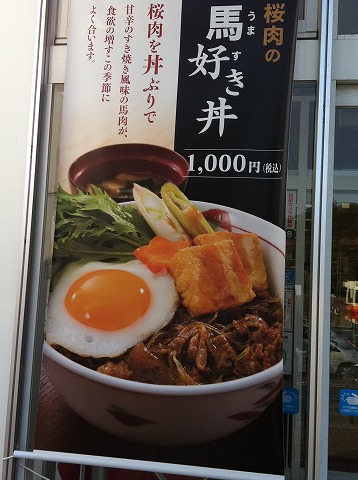 桜肉の
馬好き丼
うま す
1,000円(税込)
桜肉を丼ぶりで
甘辛のすき焼き風味の馬肉が、
食欲の増すこの季節に
よく合います。